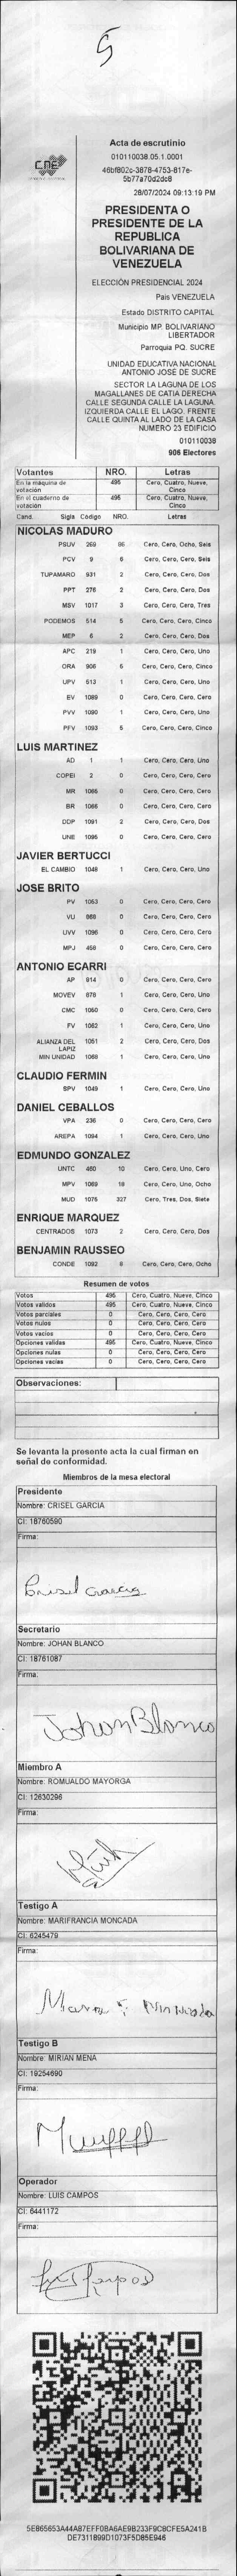 5
CNE
Acta de escrutinio
010110038.05.1.0001
46bf802c-3878-4753-817e-
5b77a70d2dc8
28/07/2024 09:13:19 PM
PRESIDENTA O
PRESIDENTE DE LA
REPUBLICA
BOLIVARIANA DE
VENEZUELA
ELECCIÓN PRESIDENCIAL 2024
Pais VENEZUELA
Estado DISTRITO CAPITAL
Municipio MP. BOLIVARIANO
LIBERTADOR
Parroquia PQ. SUCRE
UNIDAD EDUCATIVA NACIONAL
ANTONIO JOSE DE SUCRE
SECTOR LA LAGUNA DE LOS
MAGALLANES DE CATIA DERECHA
CALLE SEGUNDA CALLE LA LAGUNA.
IZQUIERDA CALLE EL LAGO. FRENTE
CALLE QUINTA AL LADO DE LA CASA
NUMERO 23 EDIFICIO
010110038
906 Electores
Votantes NRO. Letras
En la máquina de votación 495 Cero, Cuatro, Nueve, Cinco
En el cuaderno de votación 495 Cero, Cuatro, Nueve, Cinco
Cand. Sigla Codigo NRO. Letras
NICOLAS MADURO
PSUV 269 86 Cero, Cero, Ocho, Seis
PCV 9 6 Cero, Cero, Cero, Seis
TUPAMARO 931 2 Cero, Cero, Cero, Dos
PPT 276 2 Cero, Cero, Cero, Dos
MSV 1017 3 Cero, Cero, Cero, Tres
PODEMOS 514 5 Cero, Cero, Cero, Cinco
MEP 6 2 Cero, Cero, Cero, Dos
APC 219 1 Cero, Cero, Cero, Uno
ORA 906 5 Cero, Cero, Cero, Cinco
UPV 513 1 Cero, Cero, Cero, Uno
EV 1089 0 Cero, Cero, Cero, Cero
PVV 1090 1 Cero, Cero, Cero, Uno
PFV 1093 5 Cero, Cero, Cero, Cinco
LUIS MARTINEZ
AD 1 1 Cero, Cero, Cero, Uno
COPEI 2 0 Cero, Cero, Cero, Cero
MR 1065 0 Cero, Cero, Cero, Cero
BR 1066 0 Cero, Cero, Cero, Cero
DDP 1091 2 Cero, Cero, Cero, Dos
UNE 1095 0 Cero, Cero, Cero, Cero
JAVIER BERTUCCI
EL CAMBIO 1048 1 Cero, Cero, Cero, Uno
JOSE BRITO
PV 1053 0 Cero, Cero, Cero, Cero
VU 868 0 Cero, Cero, Cero, Cero
UVV 1096 0 Cero, Cero, Cero, Cero
MPJ 458 0 Cero, Cero, Cero, Cero
ANTONIO ECARRI
AP 914 0 Cero, Cero, Cero, Cero
MOVEV 878 1 Cero, Cero, Cero, Uno
CMC 1050 0 Cero, Cero, Cero, Cero
FV 1052 1 Cero, Cero, Cero, Uno
ALIANZA DEL LAPIZ 1051 2 Cero, Cero, Cero, Dos
MIN UNIDAD 1068 1 Cero, Cero, Cero, Uno
CLAUDIO FERMIN
SPV 1049 1 Cero, Cero, Cero, Uno
DANIEL CEBALLOS
VPA 236 0 Cero, Cero, Cero, Cero
AREPA 1094 1 Cero, Cero, Cero, Uno
EDMUNDO GONZALEZ
UNTC 460 10 Cero, Cero, Uno, Cero
MPV 1069 18 Cero, Cero, Uno, Ocho
MUD 1075 327 Cero, Tres, Dos, Siete
ENRIQUE MARQUEZ
CENTRADOS 1073 2 Cero, Cero, Cero, Dos
BENJAMIN RAUSSEO
CONDE 1092 8 Cero, Cero, Cero, Ocho
Resumen de votos
Votos 495 Cero, Cuatro, Nueve, Cinco
Votos validos 495 Cero, Cuatro, Nueve, Cinco
Votos parciales 0 Cero, Cero, Cero, Cero
Votos nulos 0 Cero, Cero, Cero, Cero
Votos vacios 0 Cero, Cero, Cero, Cero
Opciones validas 495 Cero, Cuatro, Nueve, Cinco
Opciones nulas 0 Cero, Cero, Cero, Cero
Opciones vacias 0 Cero, Cero, Cero, Cero
Observaciones:
Se levanta la presente acta la cual firman en
señal de conformidad.
Miembros de la mesa electoral
Presidente
Nombre: CRISEL GARCIA
CI: 18760590
Firma:
Crisel Garcia
Secretario
Nombre: JOHAN BLANCO
CI: 18761087
Firma:
Johan Blanco
Miembro A
Nombre: ROMUALDO MAYORGA
CI: 12630296
Firma:
Testigo A
Nombre: MARIFRANCIA MONCADA
CI: 6245479
Firma:
Testigo B
Nombre: MIRIAN MENA
CI: 19254690
Firma:
Operador
Nombre: LUIS CAMPOS
CI: 6441172
Firma:
Luis Campos
5E865653A44A87EFF0BA6AE9B233F9C8CFE5A241B
DE7311899D1073F5D85E946